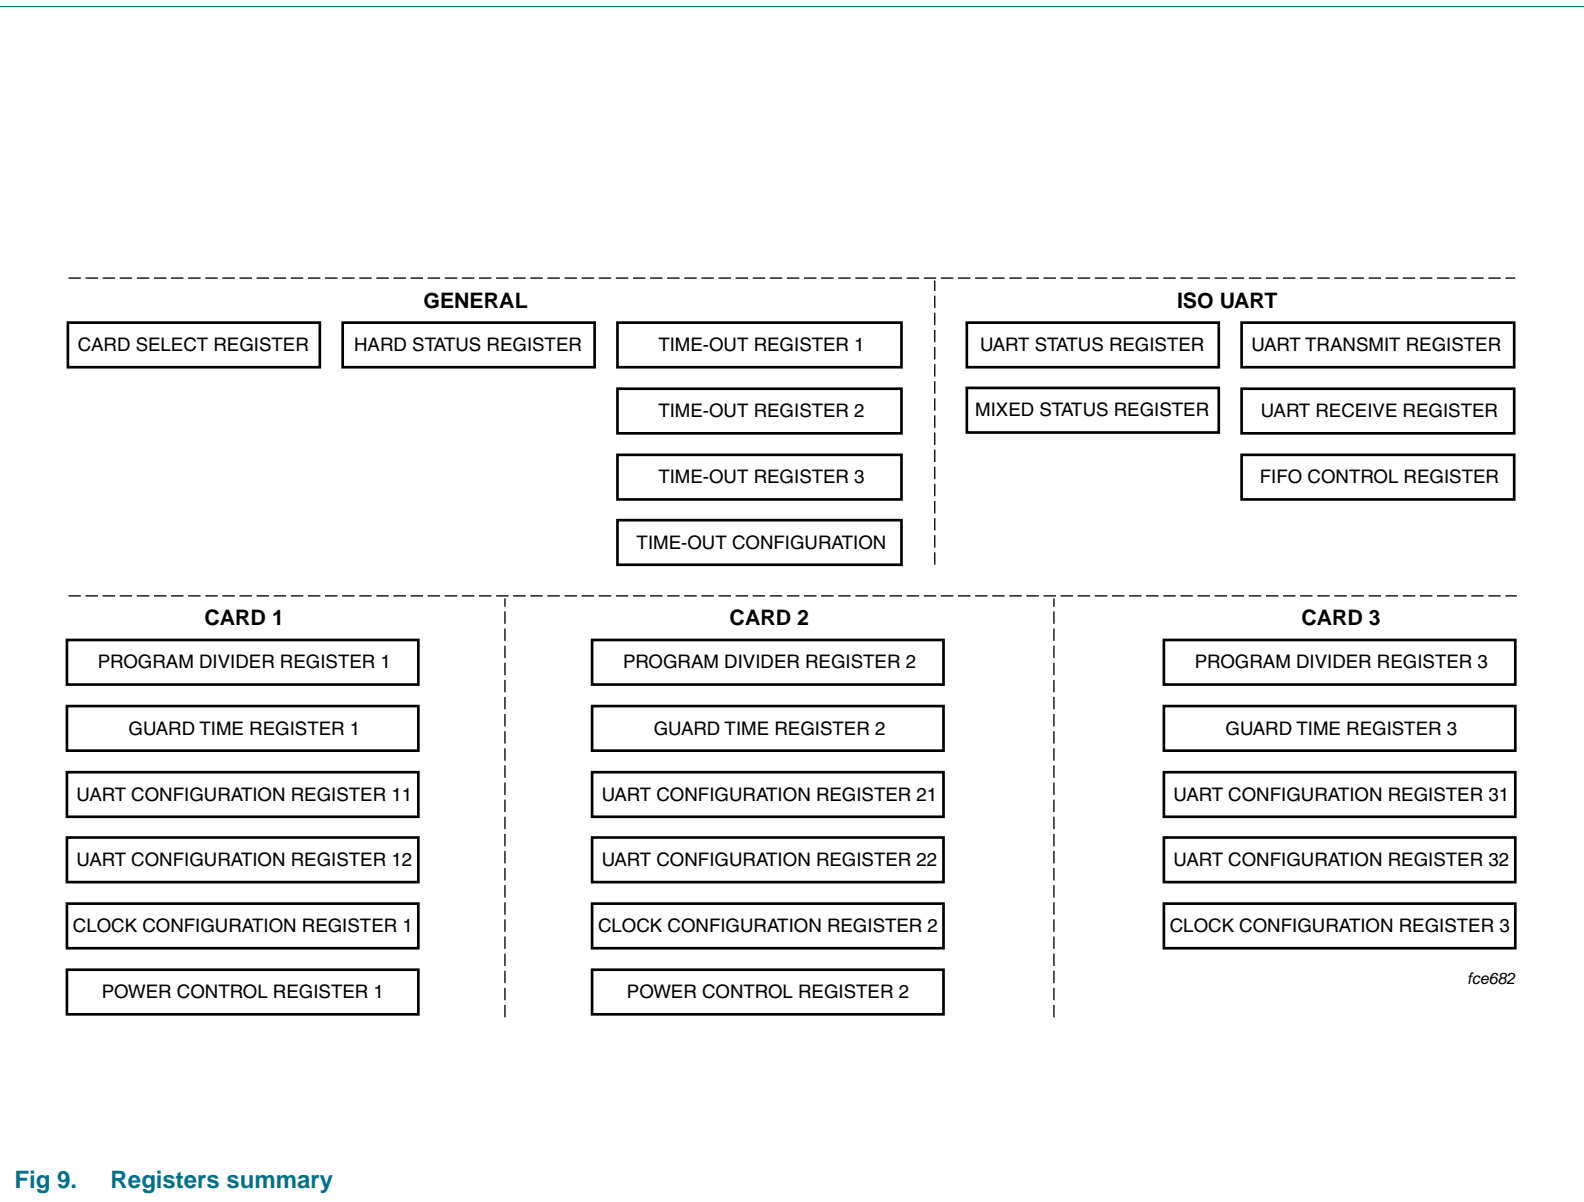 GENERAL
CARD SELECT REGISTER
HARD STATUS REGISTER
TIME-OUT REGISTER 1
TIME-OUT REGISTER 2
TIME-OUT REGISTER 3
TIME-OUT CONFIGURATION
ISO UART
UART STATUS REGISTER
UART TRANSMIT REGISTER
MIXED STATUS REGISTER
UART RECEIVE REGISTER
FIFO CONTROL REGISTER
CARD 1
PROGRAM DIVIDER REGISTER 1
GUARD TIME REGISTER 1
UART CONFIGURATION REGISTER 11
UART CONFIGURATION REGISTER 12
CLOCK CONFIGURATION REGISTER 1
POWER CONTROL REGISTER 1
CARD 2
PROGRAM DIVIDER REGISTER 2
GUARD TIME REGISTER 2
UART CONFIGURATION REGISTER 21
UART CONFIGURATION REGISTER 22
CLOCK CONFIGURATION REGISTER 2
POWER CONTROL REGISTER 2
CARD 3
PROGRAM DIVIDER REGISTER 3
GUARD TIME REGISTER 3
UART CONFIGURATION REGISTER 31
UART CONFIGURATION REGISTER 32
CLOCK CONFIGURATION REGISTER 3
fce682
Fig 9. Registers summary